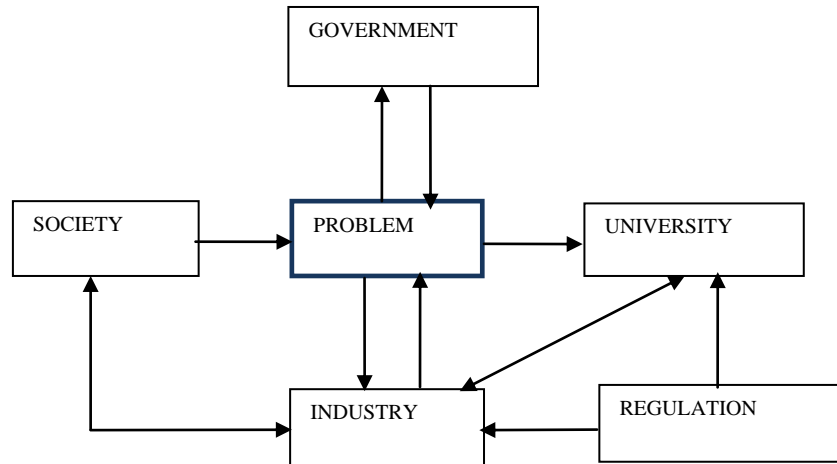 GOVERNMENT
SOCIETY
PROBLEM
UNIVERSITY
INDUSTRY
REGULATION